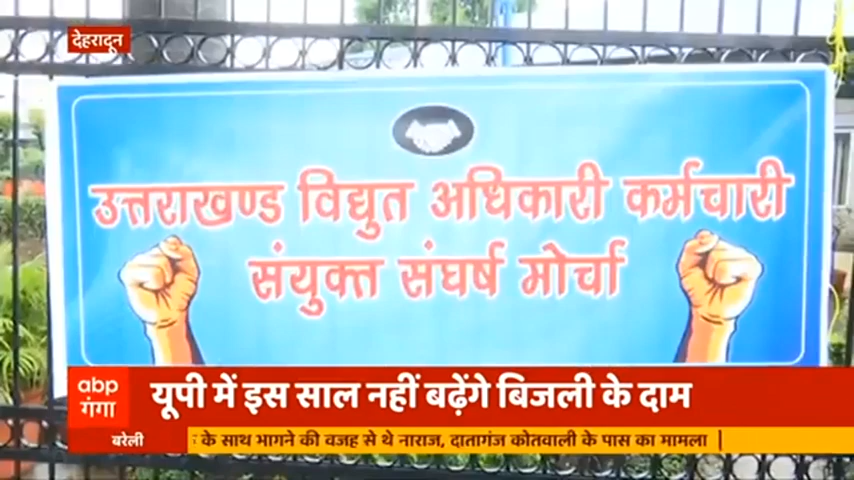 देहरादून
उत्तराखण्ड विद्युत अधिकारी कर्मचारी
संयुक्त संघर्ष मोर्चा
abp
गंगा
यूपी में इस साल नहीं बढ़ेंगे बिजली के दाम
बरेली
के साथ भागने की वजह से थे नाराज, दातागंज कोतवाली के पास का मामला